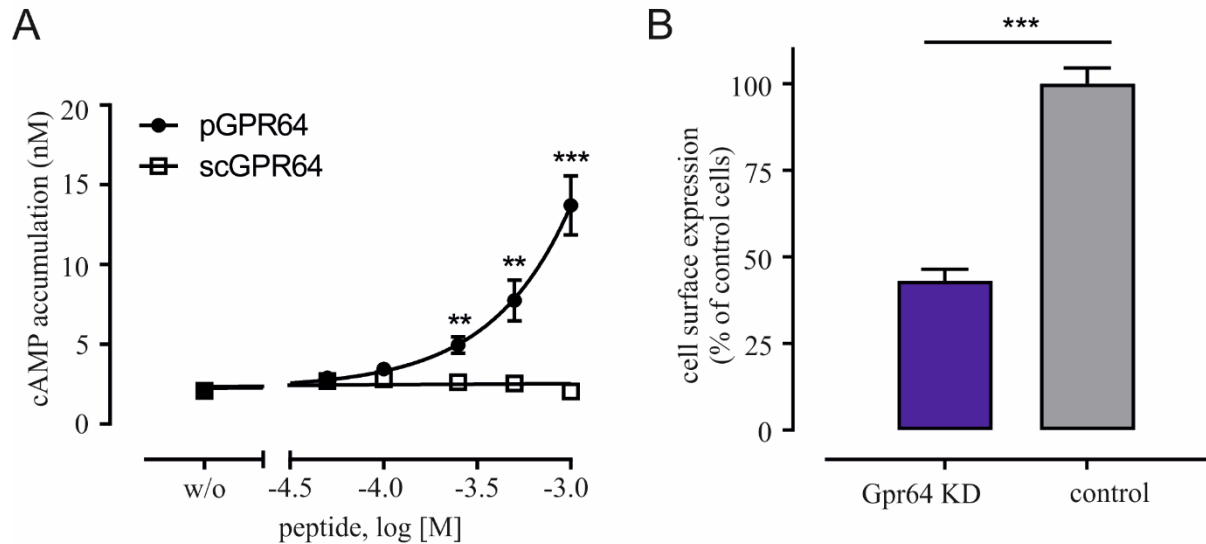 A
20
15
10
5
0
cAMP accumulation (nM)
pGPR64
scGPR64
**
**
***
w/o
-4.5
-4.0
-3.5
-3.0
peptide, log [M]
B
***
100
75
50
25
0
cell surface expression
(% of control cells)
Gpr64 KD
control